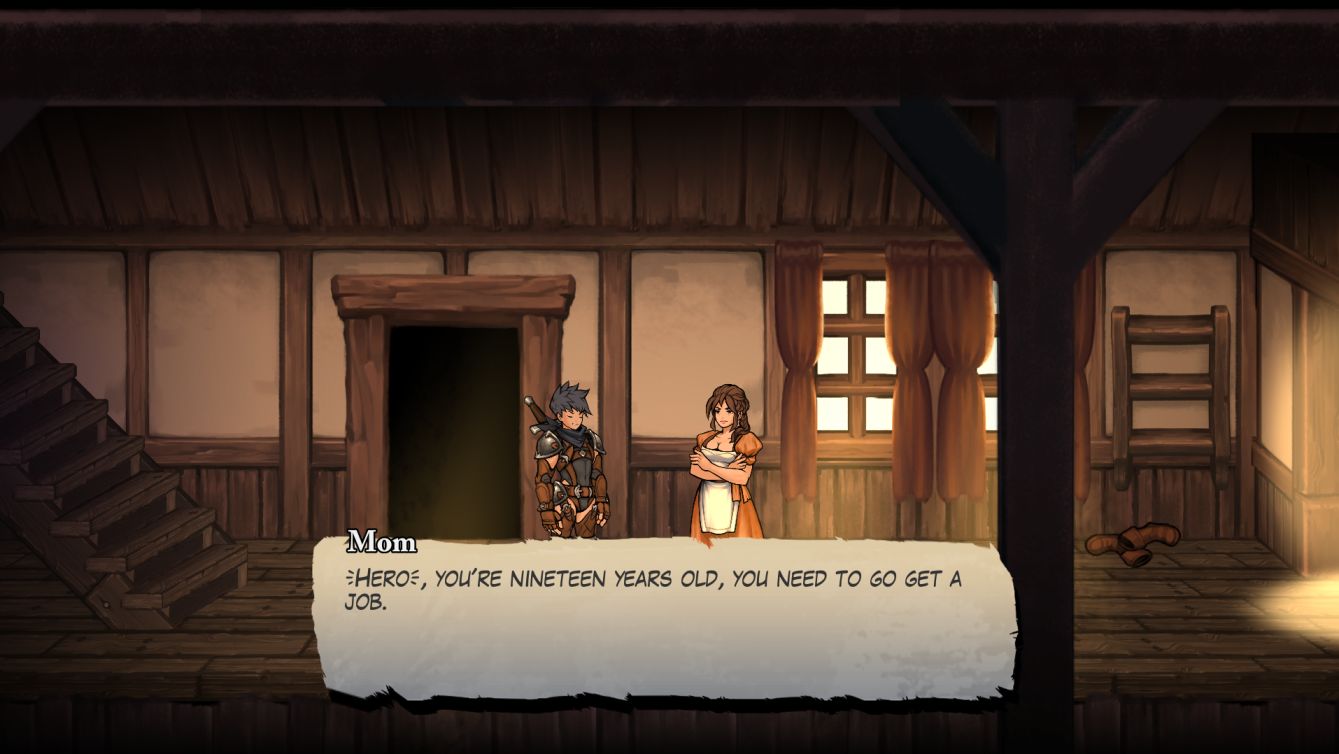 Mom
⁖HERO⁖, YOU'RE NINETEEN YEARS OLD, YOU NEED TO GO GET A
JOB.